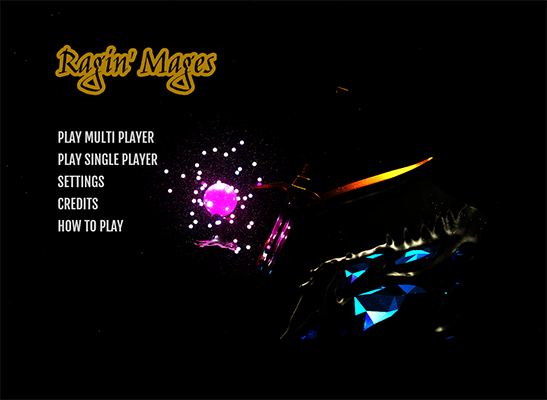 Ragin' Mages
PLAY MULTI PLAYER
PLAY SINGLE PLAYER
SETTINGS
CREDITS
HOW TO PLAY